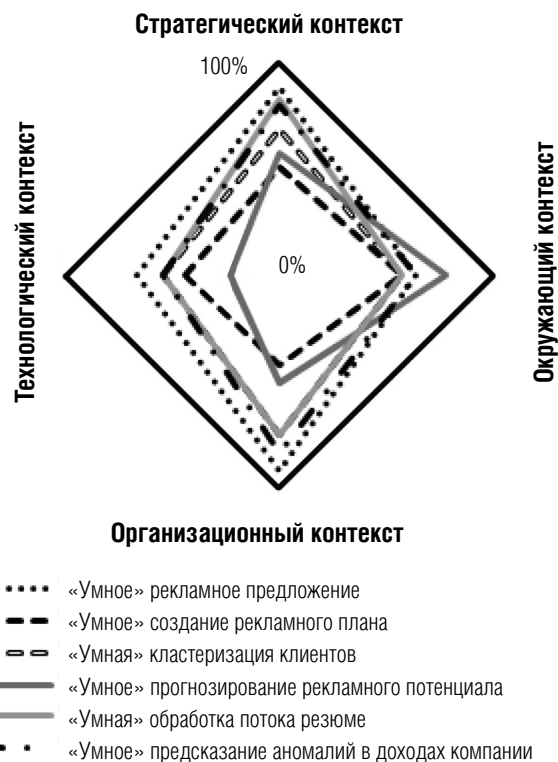 Стратегический контекст
100%
Технологический контекст
0%
Окружающий контекст
Организационный контекст
«Умное» рекламное предложение
«Умное» создание рекламного плана
«Умная» кластеризация клиентов
«Умное» прогнозирование рекламного потенциала
«Умная» обработка потока резюме
«Умное» предсказание аномалий в доходах компании